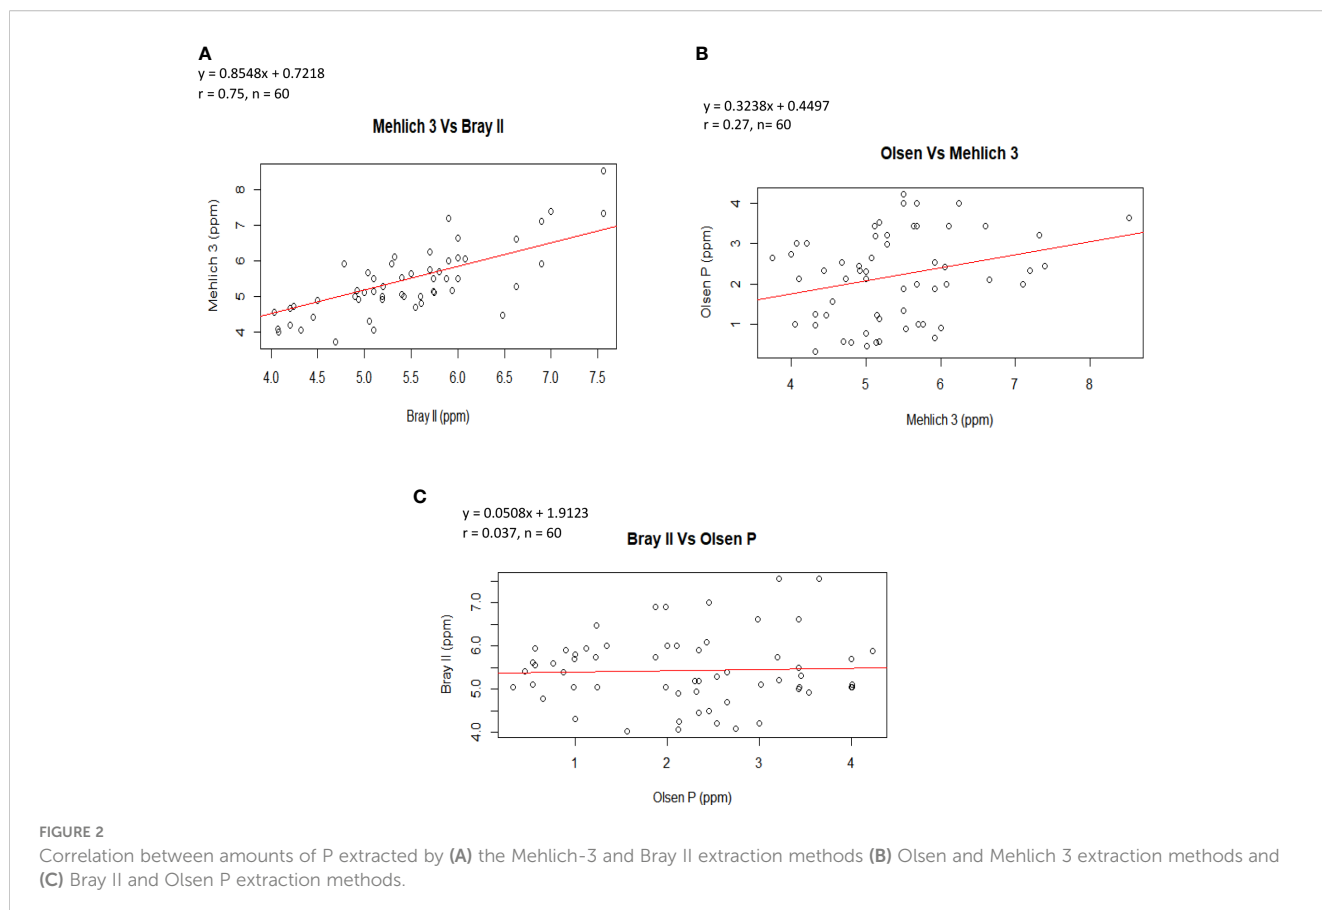 A
y = 0.8548x + 0.7218
r = 0.75, n = 60
Mehlich 3 Vs Bray II
Mehlich 3 (ppm)
8
7
6
5
4
4.0 4.5 5.0 5.5 6.0 6.5 7.0 7.5
Bray II (ppm)
B
y = 0.3238x + 0.4497
r = 0.27, n= 60
Olsen Vs Mehlich 3
Olsen P (ppm)
4
3
2
1
4 5 6 7 8
Mehlich 3 (ppm)
C
y = 0.0508x + 1.9123
r = 0.037, n = 60
Bray II Vs Olsen P
Bray II (ppm)
7.0
6.0
5.0
4.0
1 2 3 4
Olsen P (ppm)
FIGURE 2
Correlation between amounts of P extracted by (A) the Mehlich-3 and Bray II extraction methods (B) Olsen and Mehlich 3 extraction methods and
(C) Bray II and Olsen P extraction methods.